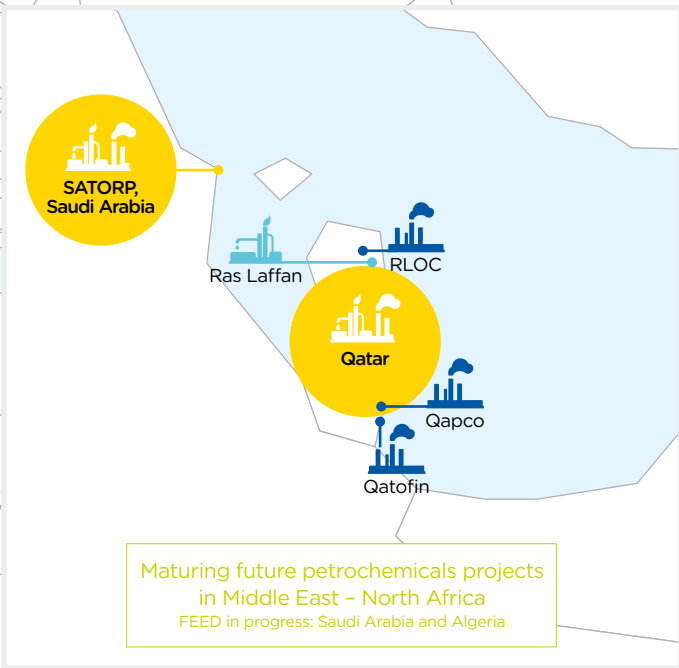 SATORP,
Saudi Arabia
Ras Laffan
RLOC
Qatar
Qapco
Qatofin
Maturing future petrochemicals projects
in Middle East – North Africa
FEED in progress: Saudi Arabia and Algeria